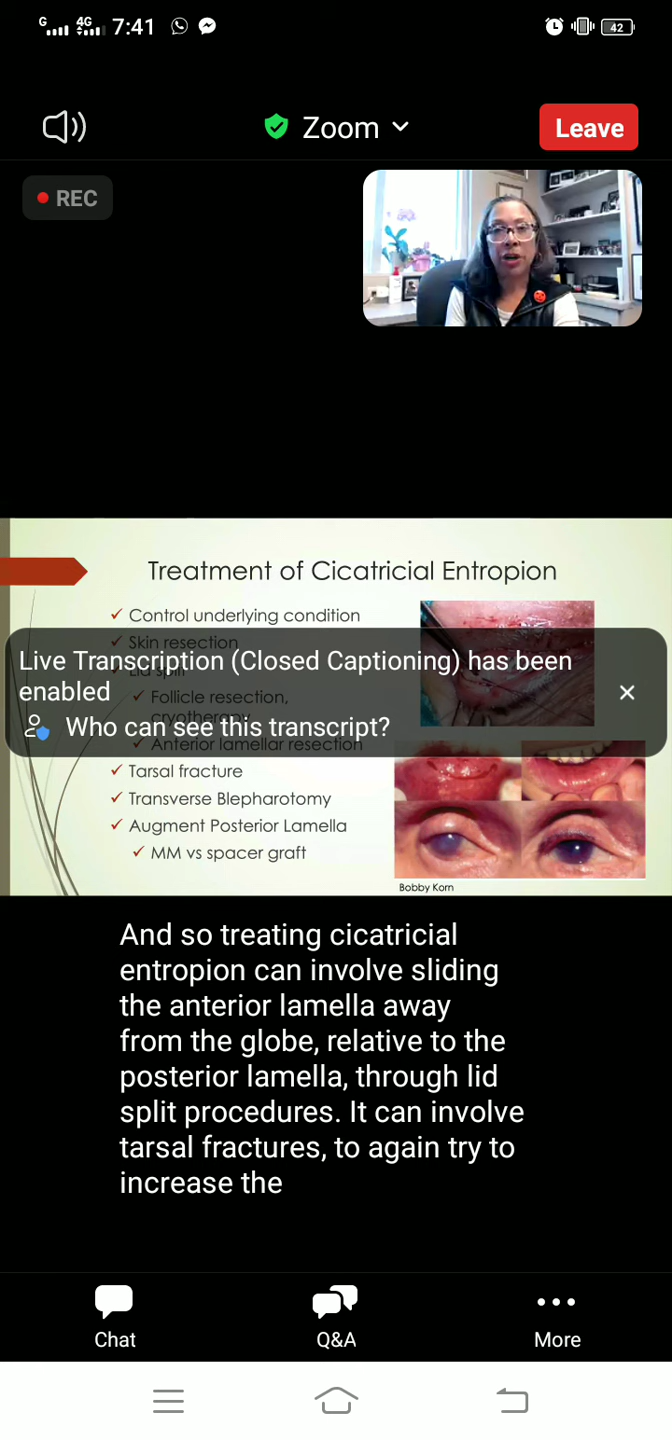 G 4G 7:41 42
Zoom Leave
REC
Treatment of Cicatricial Entropion
✓ Control underlying condition
✓ Skin resection
✓ Lid split
✓ Follicle resection,
cryotherapy
✓ Anterior lamellar resection
✓ Tarsal fracture
✓ Transverse Blepharotomy
✓ Augment Posterior Lamella
✓ MM vs spacer graft
Bobby Korn
Live Transcription (Closed Captioning) has been
enabled
Who can see this transcript?
And so treating cicatricial
entropion can involve sliding
the anterior lamella away
from the globe, relative to the
posterior lamella, through lid
split procedures. It can involve
tarsal fractures, to again try to
increase the
Chat Q&A More